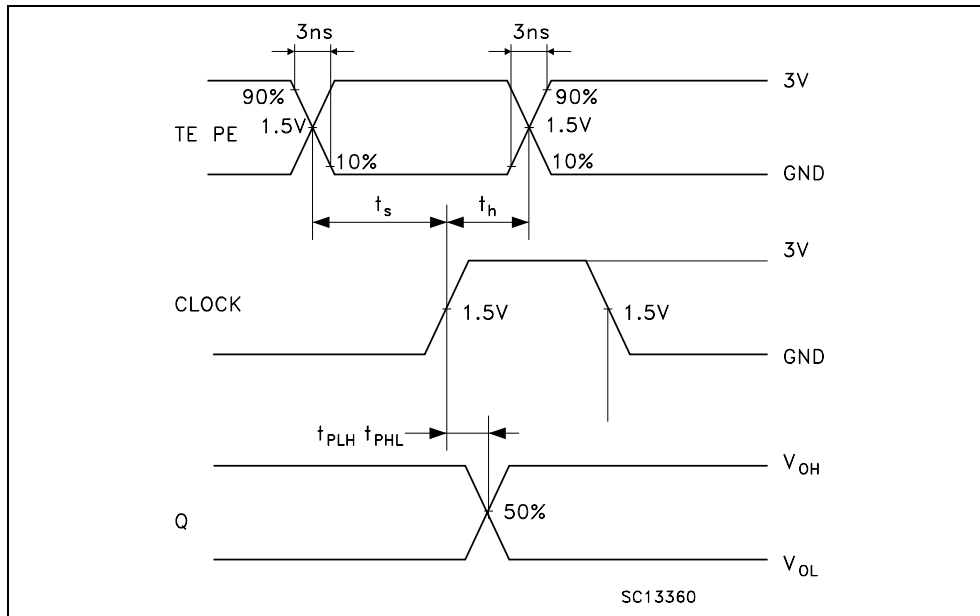 3ns 3ns
90% 90% 3V
TE PE 1.5V 1.5V
10% 10%
GND
ts th
3V
CLOCK 1.5V 1.5V
GND
tPLH tPHL
VOH
Q 50%
VOL
SC13360